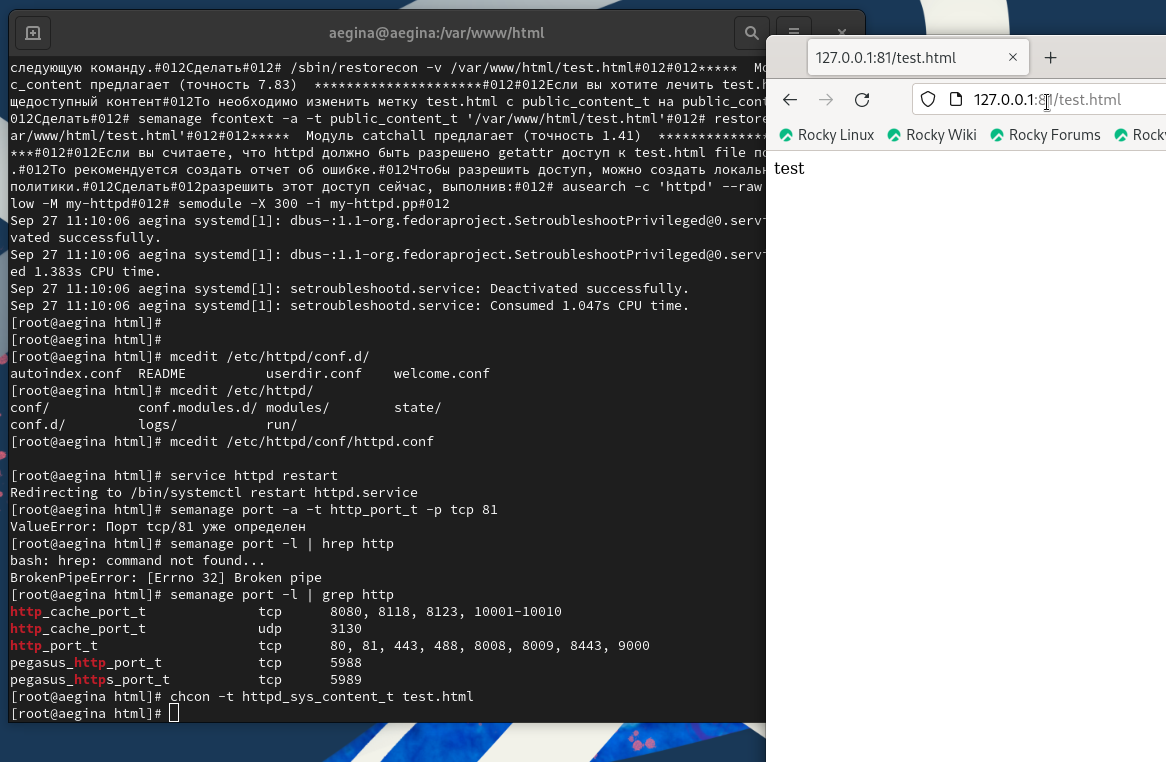 aegina@aegina:/var/www/html
следующую команду.#012Сделать#012# /sbin/restorecon -v /var/www/html/test.html#012#012*****
c_content предлагает (точность 7.83)  *********************#012#012Если вы хотите лечить test.
щедоступный контент#012То необходимо изменить метку test.html с public_content_t на public_con
012Сделать#012# semanage fcontext -a -t public_content_t '/var/www/html/test.html'#012# restore
ar/www/html/test.html'#012#012*****  Модуль catchall предлагает (точность 1.41)  *************
***#012#012Если вы считаете, что httpd должно быть разрешено getattr доступ к test.html file по
.#012То рекомендуется создать отчет об ошибке.#012Чтобы разрешить доступ, можно создать локаль
политики.#012Сделать#012разрешить этот доступ сейчас, выполнив:#012# ausearch -c 'httpd' --raw
low -M my-httpd#012# semodule -X 300 -i my-httpd.pp#012
Sep 27 11:10:06 aegina systemd[1]: dbus-:1.1-org.fedoraproject.SetroubleshootPrivileged@0.serv
vated successfully.
Sep 27 11:10:06 aegina systemd[1]: dbus-:1.1-org.fedoraproject.SetroubleshootPrivileged@0.serv
ed 1.383s CPU time.
Sep 27 11:10:06 aegina systemd[1]: setroubleshootd.service: Deactivated successfully.
Sep 27 11:10:06 aegina systemd[1]: setroubleshootd.service: Consumed 1.047s CPU time.
[root@aegina html]#
[root@aegina html]#
[root@aegina html]# mcedit /etc/httpd/conf.d/
autoindex.conf  README          userdir.conf    welcome.conf
[root@aegina html]# mcedit /etc/httpd/
conf/           conf.modules.d/ modules/        state/
conf.d/         logs/           run/
[root@aegina html]# mcedit /etc/httpd/conf/httpd.conf
[root@aegina html]# service httpd restart
Redirecting to /bin/systemctl restart httpd.service
[root@aegina html]# semanage port -a -t http_port_t -p tcp 81
ValueError: Порт tcp/81 уже определен
[root@aegina html]# semanage port -l | hrep http
bash: hrep: command not found...
BrokenPipeError: [Errno 32] Broken pipe
[root@aegina html]# semanage port -l | grep http
http_cache_port_t              tcp      8080, 8118, 8123, 10001-10010
http_cache_port_t              udp      3130
http_port_t                    tcp      80, 81, 443, 488, 8008, 8009, 8443, 9000
pegasus_http_port_t            tcp      5988
pegasus_https_port_t           tcp      5989
[root@aegina html]# chcon -t httpd_sys_content_t test.html
[root@aegina html]#
127.0.0.1:81/test.html
127.0.0.1:81/test.html
Rocky Linux  Rocky Wiki  Rocky Forums  Rocky
test